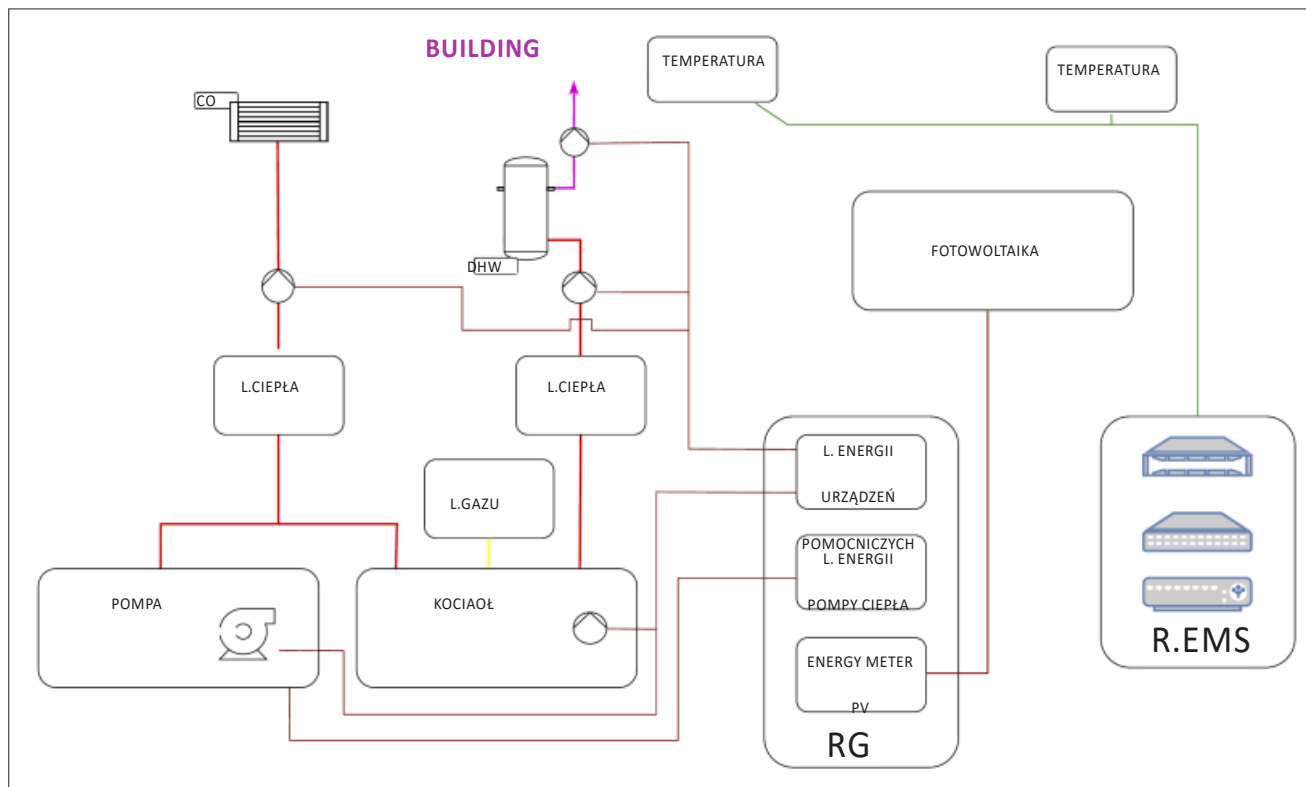 BUILDING
TEMPERATURA
TEMPERATURA
CO
DHW
FOTOWOLTAIKA
L.CIEPŁA
L.CIEPŁA
L.GAZU
L. ENERGII
URZĄDZEŃ
POMOCNICZYCH
L. ENERGII
POMPY CIEPŁA
ENERGY METER
PV
RG
POMPA
KOCIAOŁ
R.EMS